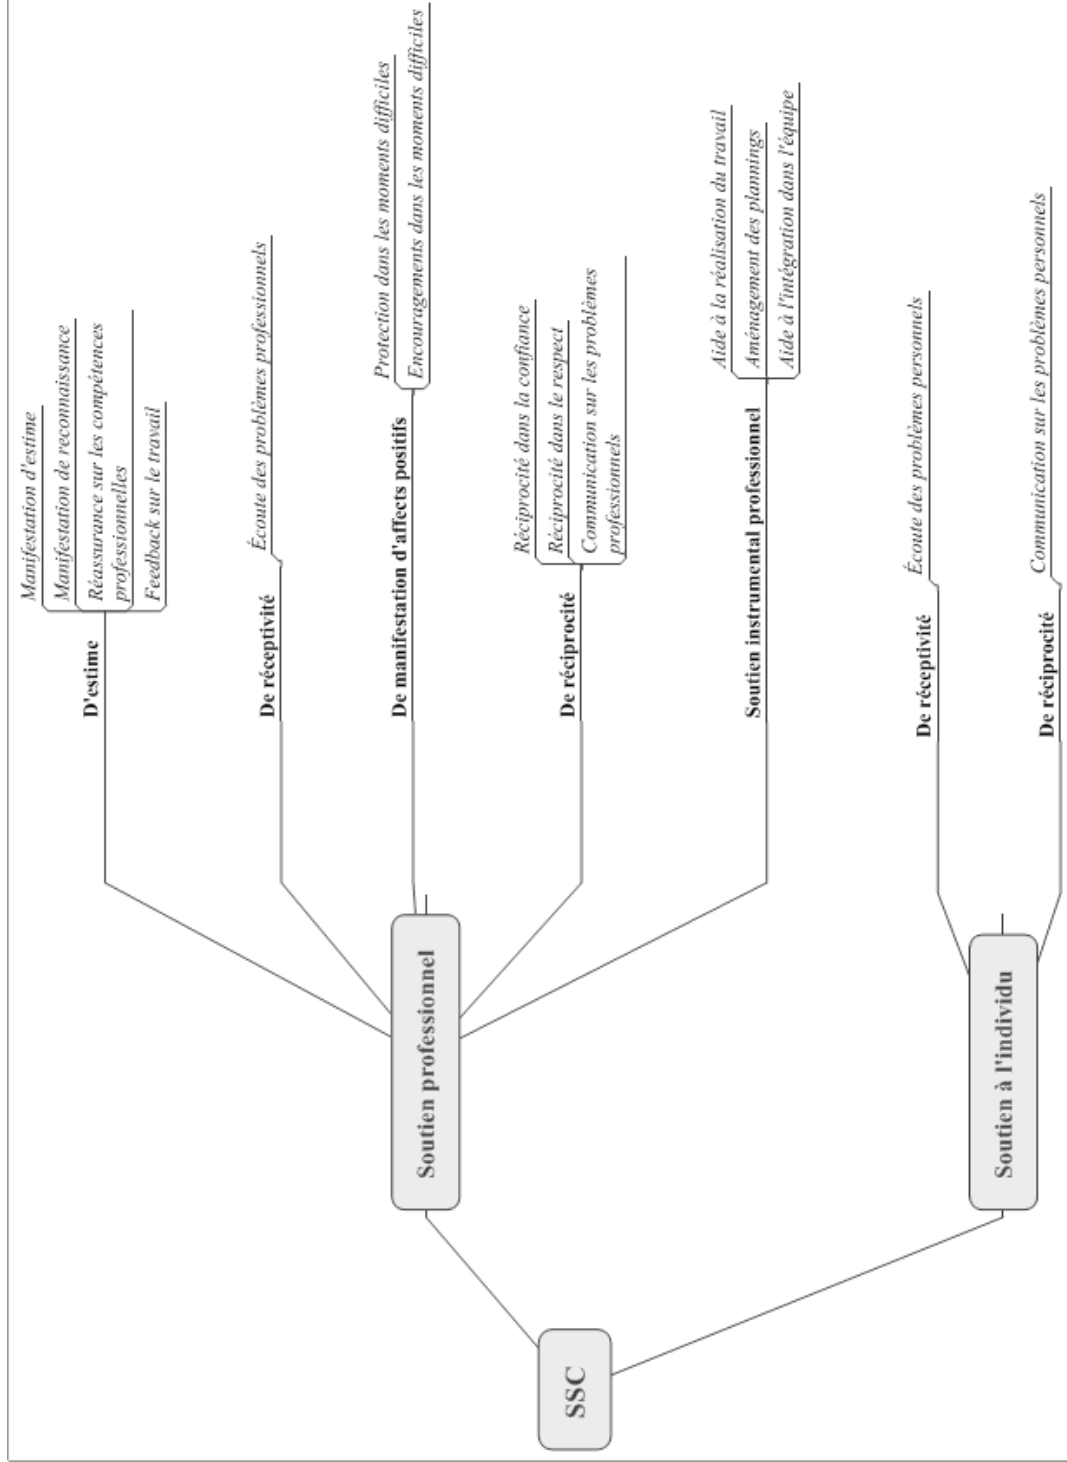 SSC
Soutien professionnel
D'estime
Manifestation d'estime
Manifestation de reconnaissance
Réassurance sur les compétences
professionnelles
Feedback sur le travail
De réceptivité
Écoute des problèmes professionnels
De manifestation d'affects positifs
Protection dans les moments difficiles
Encouragements dans les moments difficiles
De réciprocité
Réciprocité dans la confiance
Réciprocité dans le respect
Communication sur les problèmes
professionnels
Soutien instrumental professionnel
Aide à la réalisation du travail
Aménagement des plannings
Aide à l'intégration dans l'équipe
Soutien à l'individu
De réceptivité
Écoute des problèmes personnels
De réciprocité
Communication sur les problèmes personnels